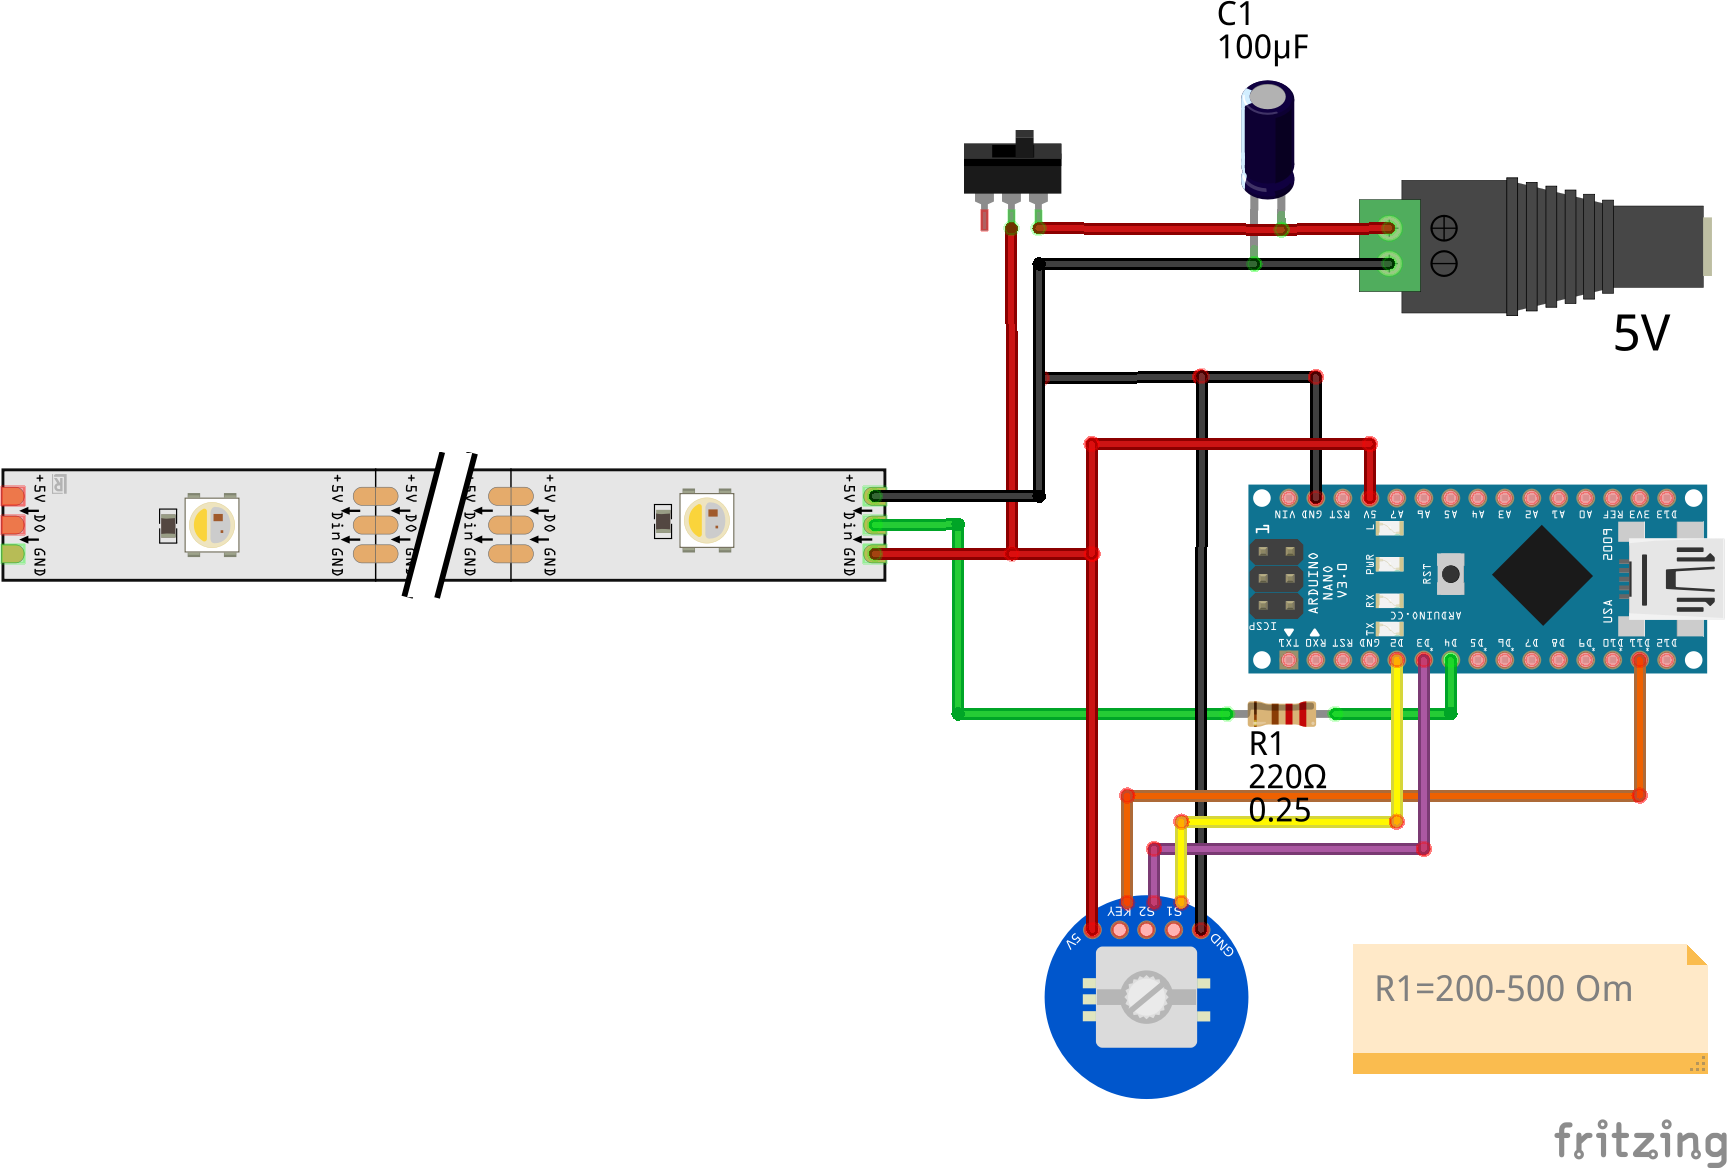 C1
100µF
5V
+5V
DO
GND
+5V
Din
GND
+5V
DO
GND
+5V
Din
GND
+5V
DO
GND
+5V
Din
GND
VIN
GND
RST
5V
A7
A6
A5
A4
A3
A2
A1
A0
REF
3V3
D13
L
PWR
RX
TX
RST
1
ICSP
ARDUINO
NANO
V3.0
ARDUINO.CC
USA
2009
TX1
RX0
RST
GND
D2
D3
D4
D5
D6
D7
D8
D9
D10
D11
D12
R1
220Ω
0.25
5V
KEY
S2
S1
GND
R1=200-500 Om
fritzing